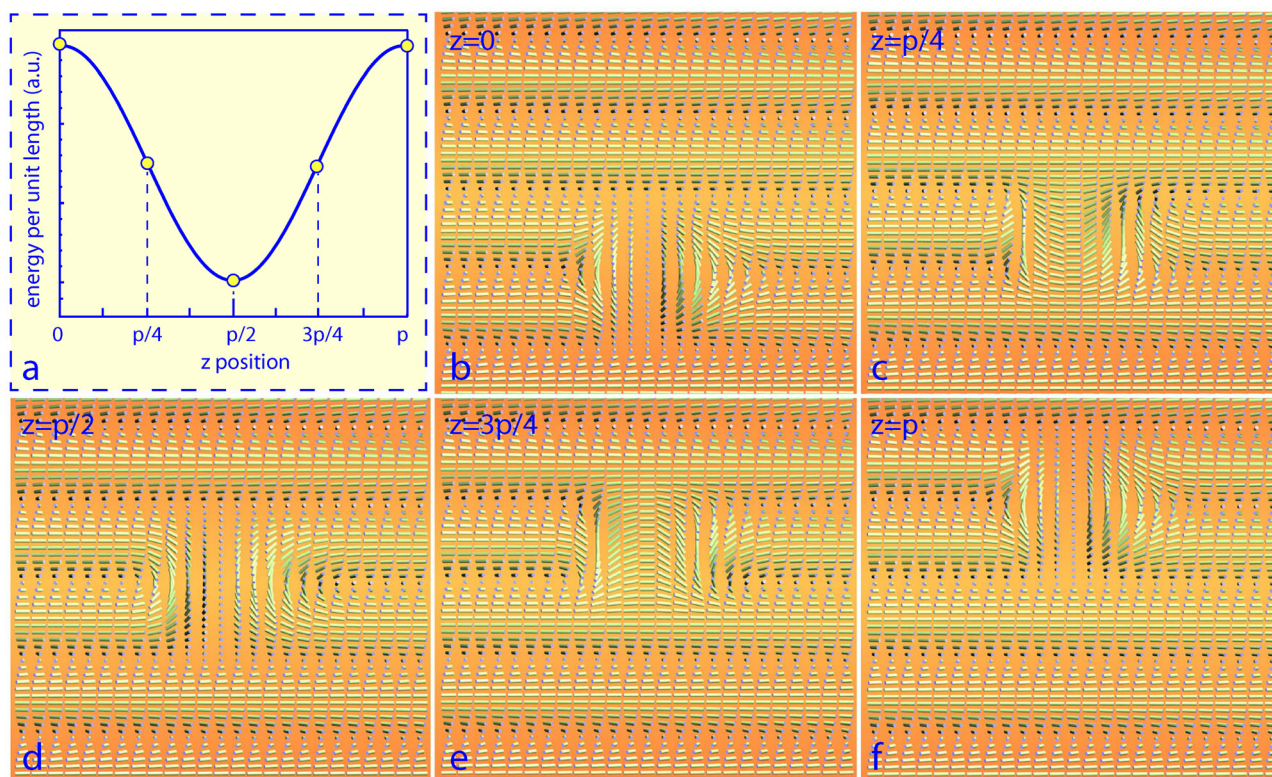 energy per unit length (a.u.)
0 p/4 p/2 3p/4 p
z position
a
z=0
b
z=p/4
c
z=p/2
d
z=3p/4
e
z=p
f